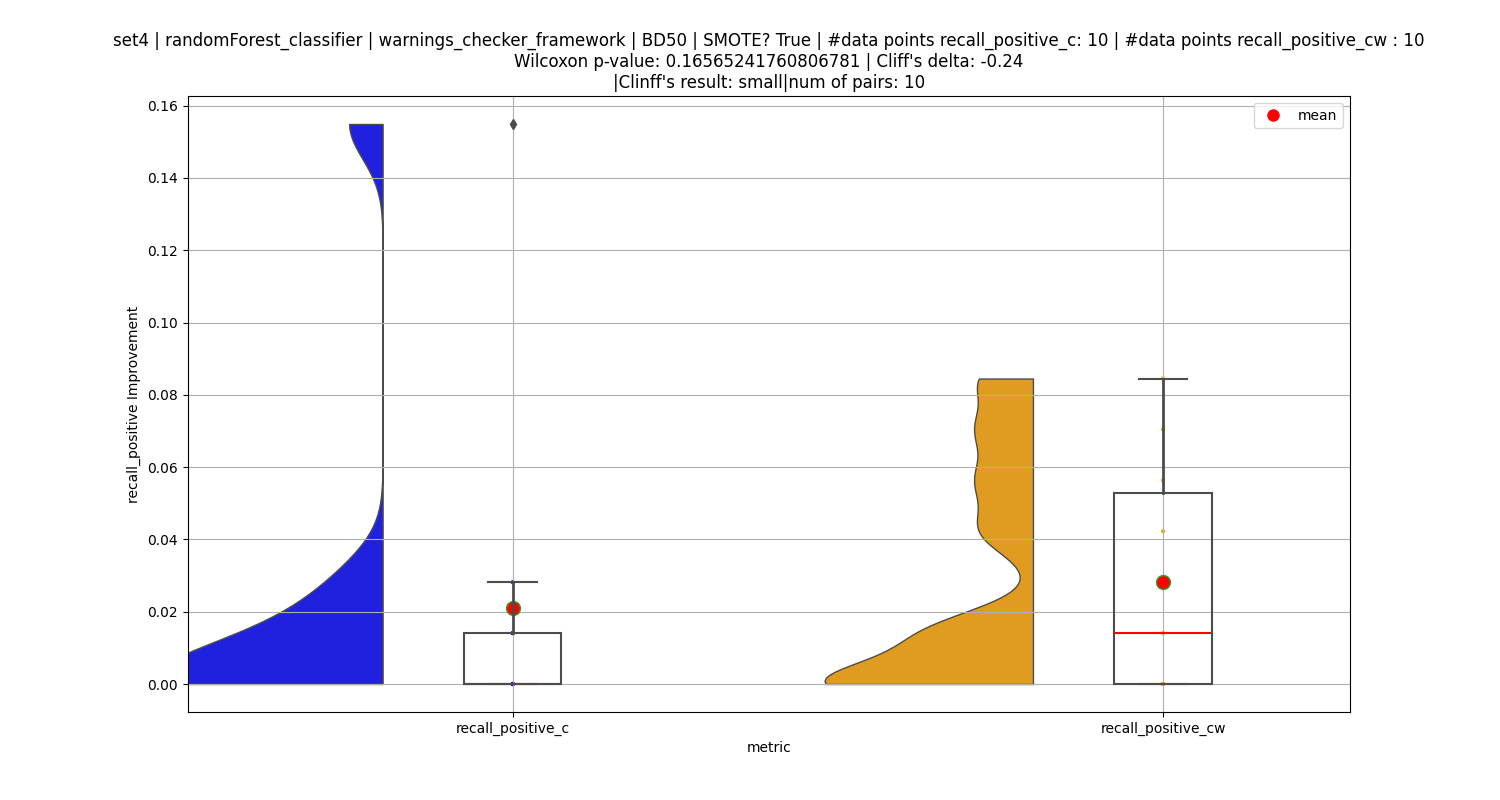 set4 | randomForest_classifier | warnings_checker_framework | BD50 | SMOTE? True | #data points recall_positive_c: 10 | #data points recall_positive_cw : 10
Wilcoxon p-value: 0.16565241760806781 | Cliff's delta: -0.24
|Clinff's result: small|num of pairs: 10
mean
0.16
0.14
0.12
0.10
0.08
0.06
0.04
0.02
0.00
recall_positive Improvement
recall_positive_c
recall_positive_cw
metric